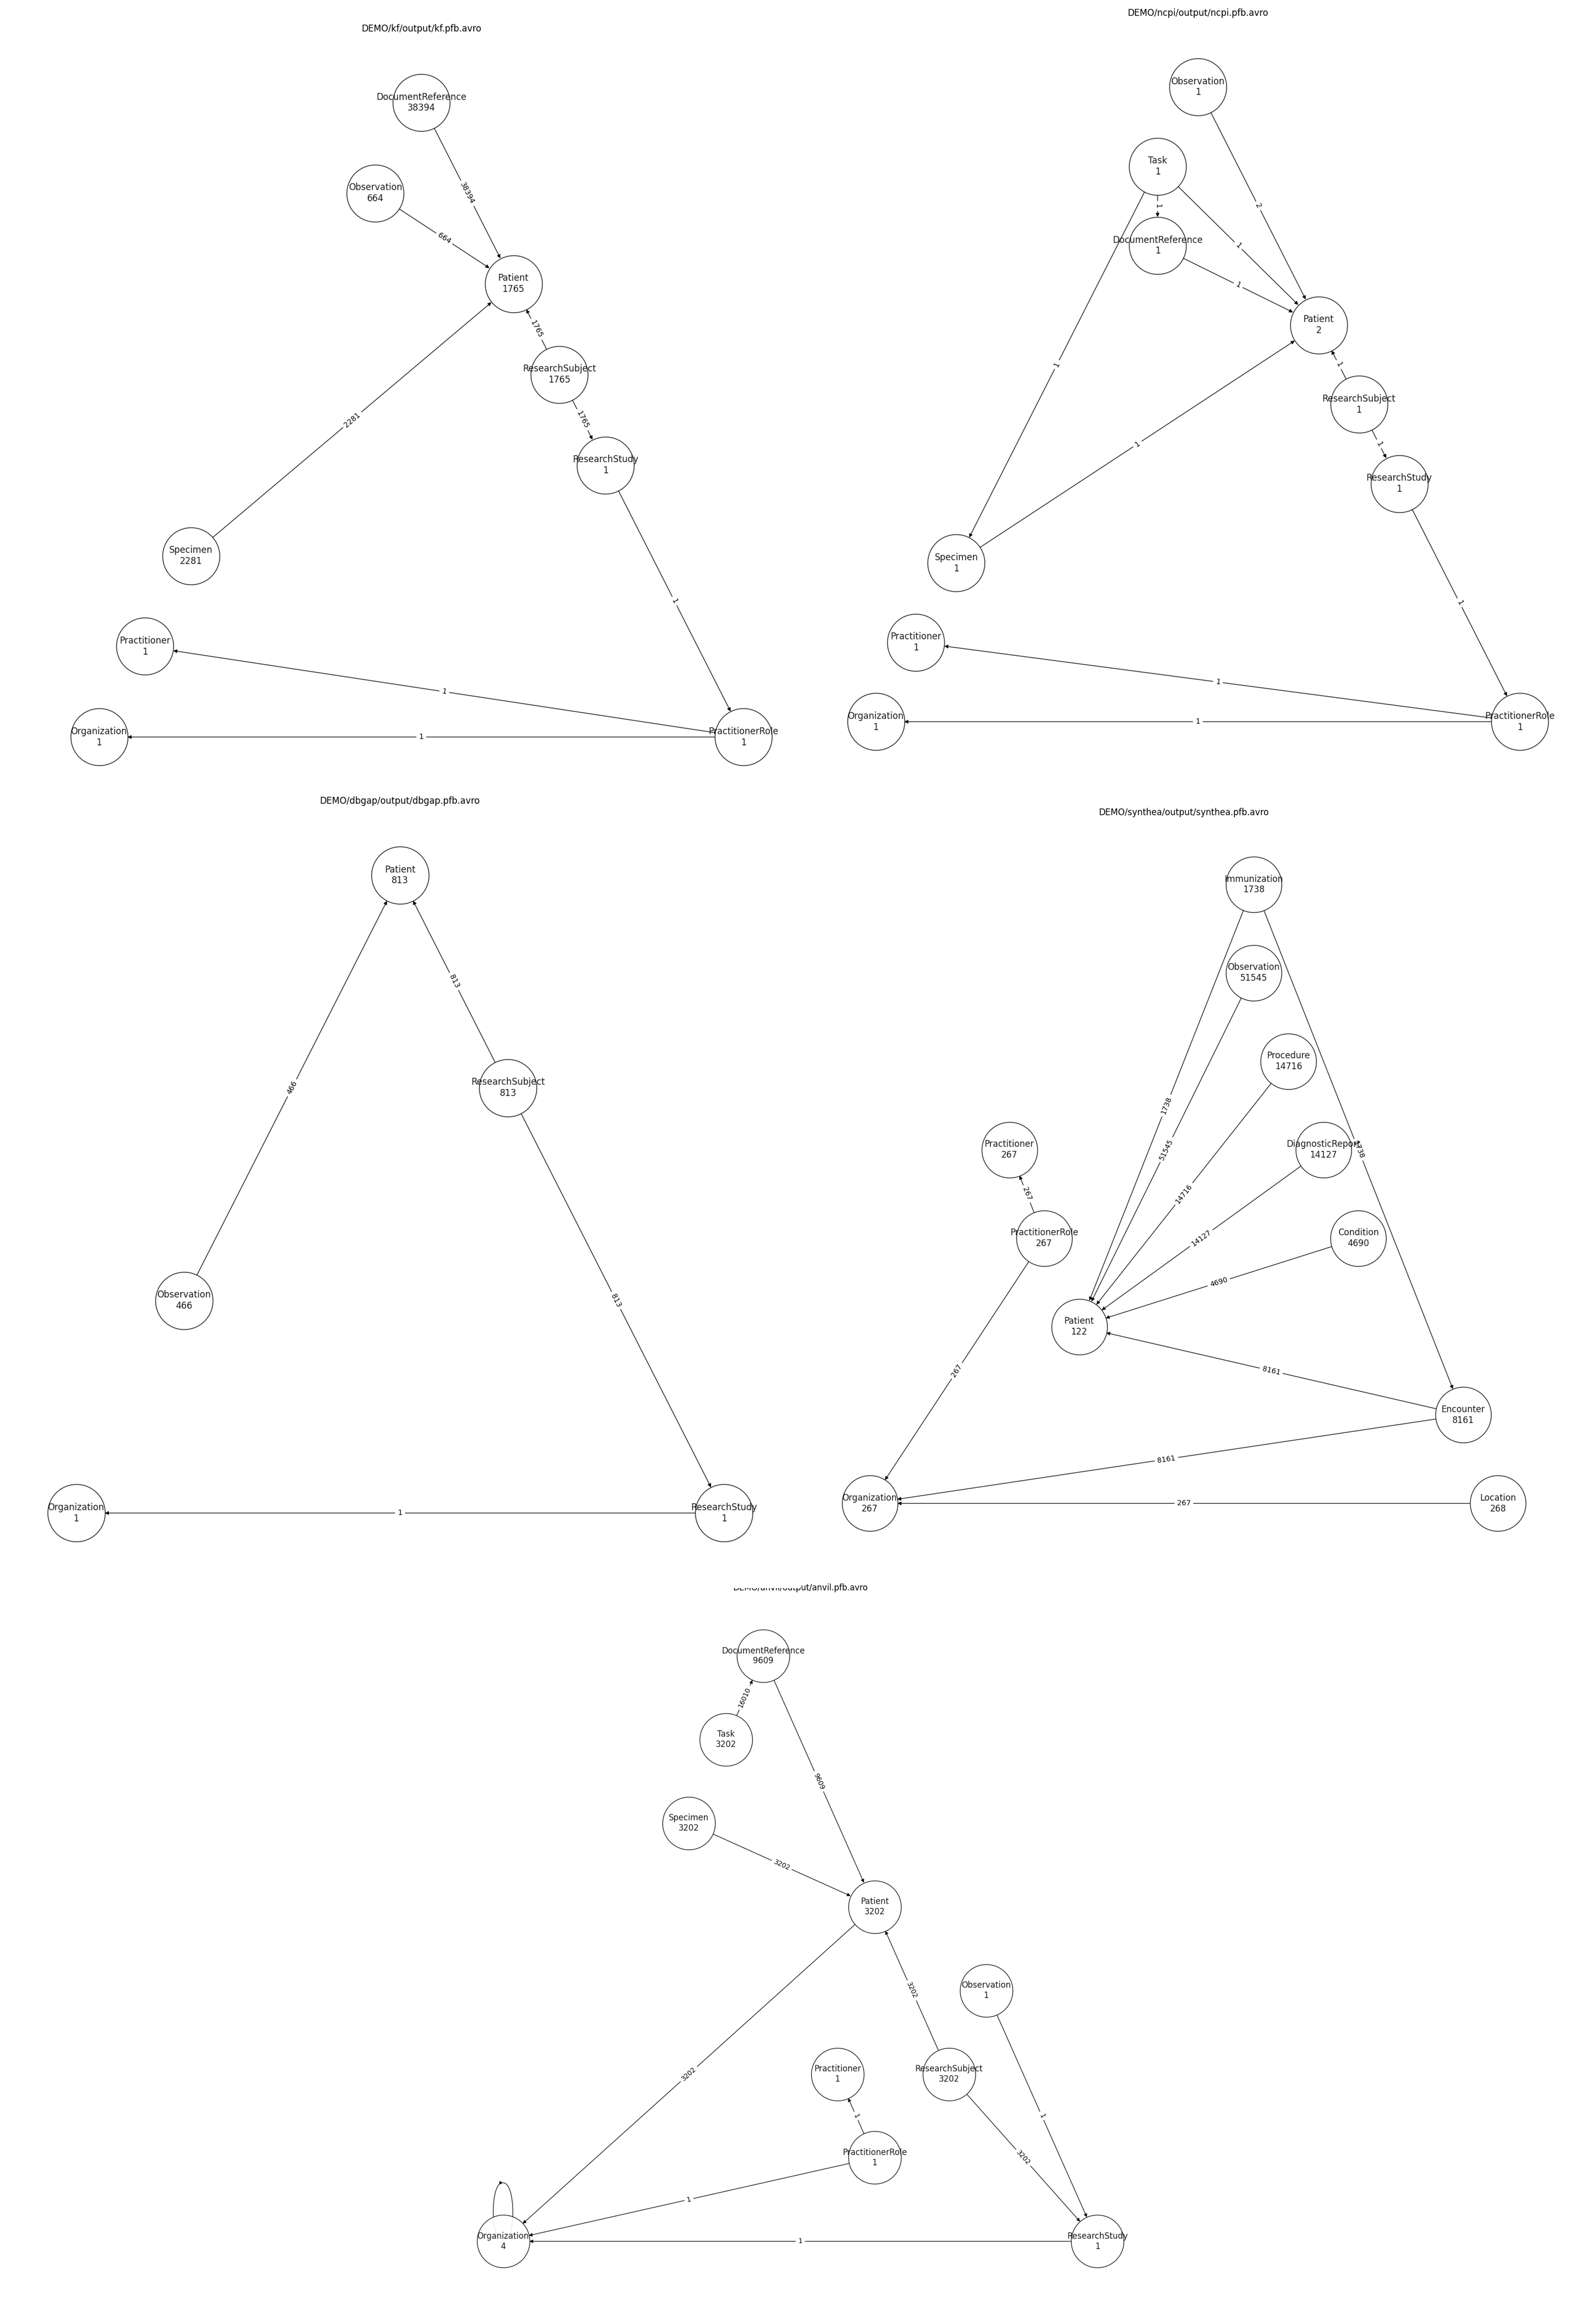 DEMO/kf/output/kf.pfb.avro
DocumentReference
38394
38394
Observation
664
664
Patient
1765
1765
ResearchSubject
1765
1765
ResearchStudy
1
2281
Specimen
2281
1
Practitioner
1
1
Organization
1
1
PractitionerRole
1
DEMO/ncpi/output/ncpi.pfb.avro
Observation
1
2
Task
1
1
1
DocumentReference
1
1
1
Patient
2
1
ResearchSubject
1
1
1
ResearchStudy
1
Specimen
1
1
Practitioner
1
1
Organization
1
1
PractitionerRole
1
DEMO/dbgap/output/dbgap.pfb.avro
Patient
813
813
466
ResearchSubject
813
Observation
466
813
Organization
1
1
ResearchStudy
1
DEMO/synthea/output/synthea.pfb.avro
Immunization
1738
Observation
51545
Procedure
14716
1738
51545
Practitioner
267
DiagnosticReport
14127
1738
267
14716
PractitionerRole
267
14127
Condition
4690
4690
Patient
122
267
8161
Encounter
8161
8161
Organization
267
267
Location
268
DEMO/anvil/output/anvil.pfb.avro
DocumentReference
9609
16010
Task
3202
9609
Specimen
3202
3202
Patient
3202
3202
Observation
1
3202
Practitioner
1
ResearchSubject
3202
1
1
PractitionerRole
1
3202
1
Organization
4
1
ResearchStudy
1